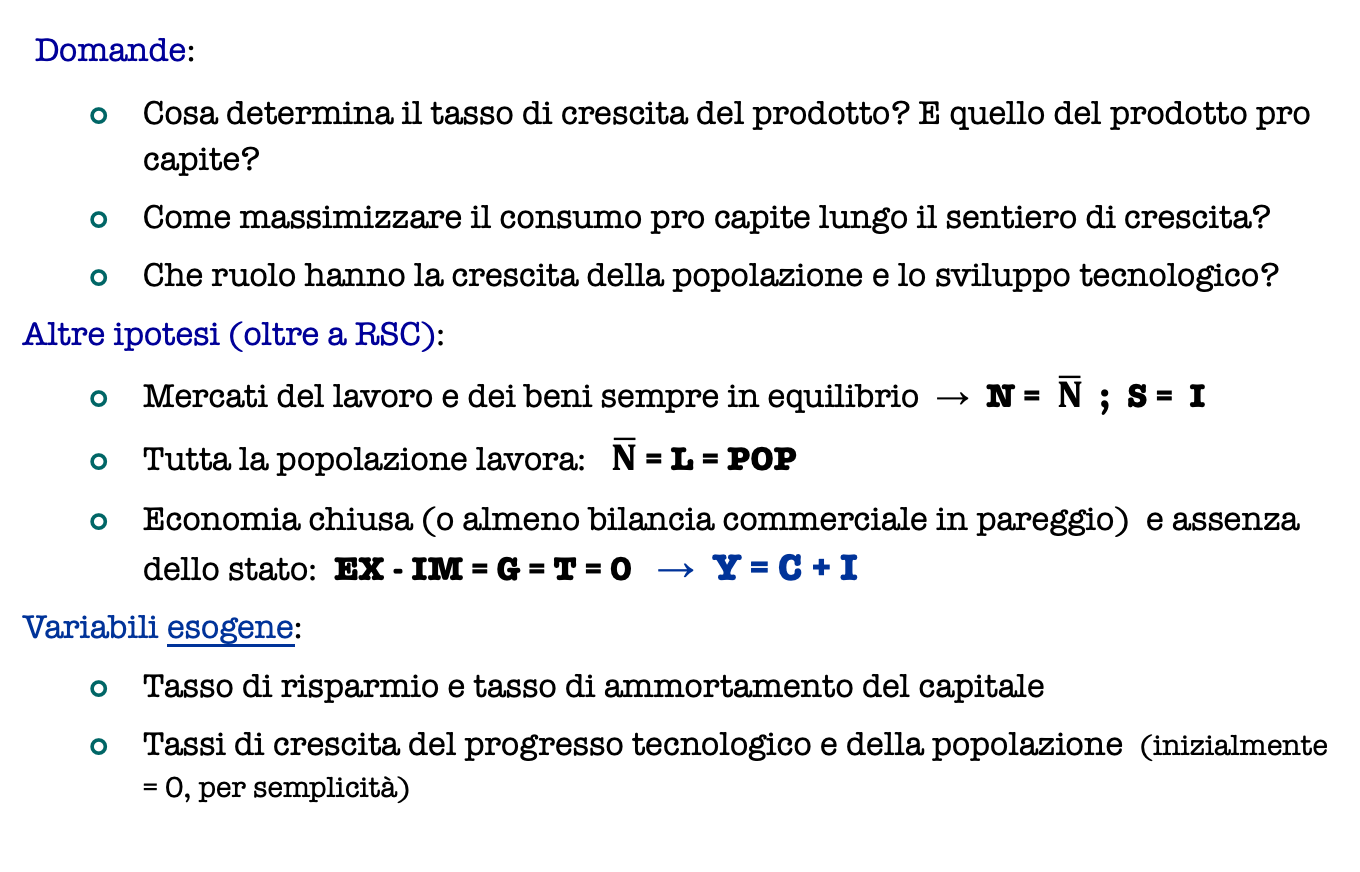 Domande:
Cosa determina il tasso di crescita del prodotto? E quello del prodotto pro
capite?
Come massimizzare il consumo pro capite lungo il sentiero di crescita?
Che ruolo hanno la crescita della popolazione e lo sviluppo tecnologico?
Altre ipotesi (oltre a RSC):
Mercati del lavoro e dei beni sempre in equilibrio → N = N̅ ; S = I
Tutta la popolazione lavora: N̅ = L = POP
Economia chiusa (o almeno bilancia commerciale in pareggio) e assenza
dello stato: EX - IM = G = T = 0 → Y = C + I
Variabili esogene:
Tasso di risparmio e tasso di ammortamento del capitale
Tassi di crescita del progresso tecnologico e della popolazione (inizialmente
= 0, per semplicità)